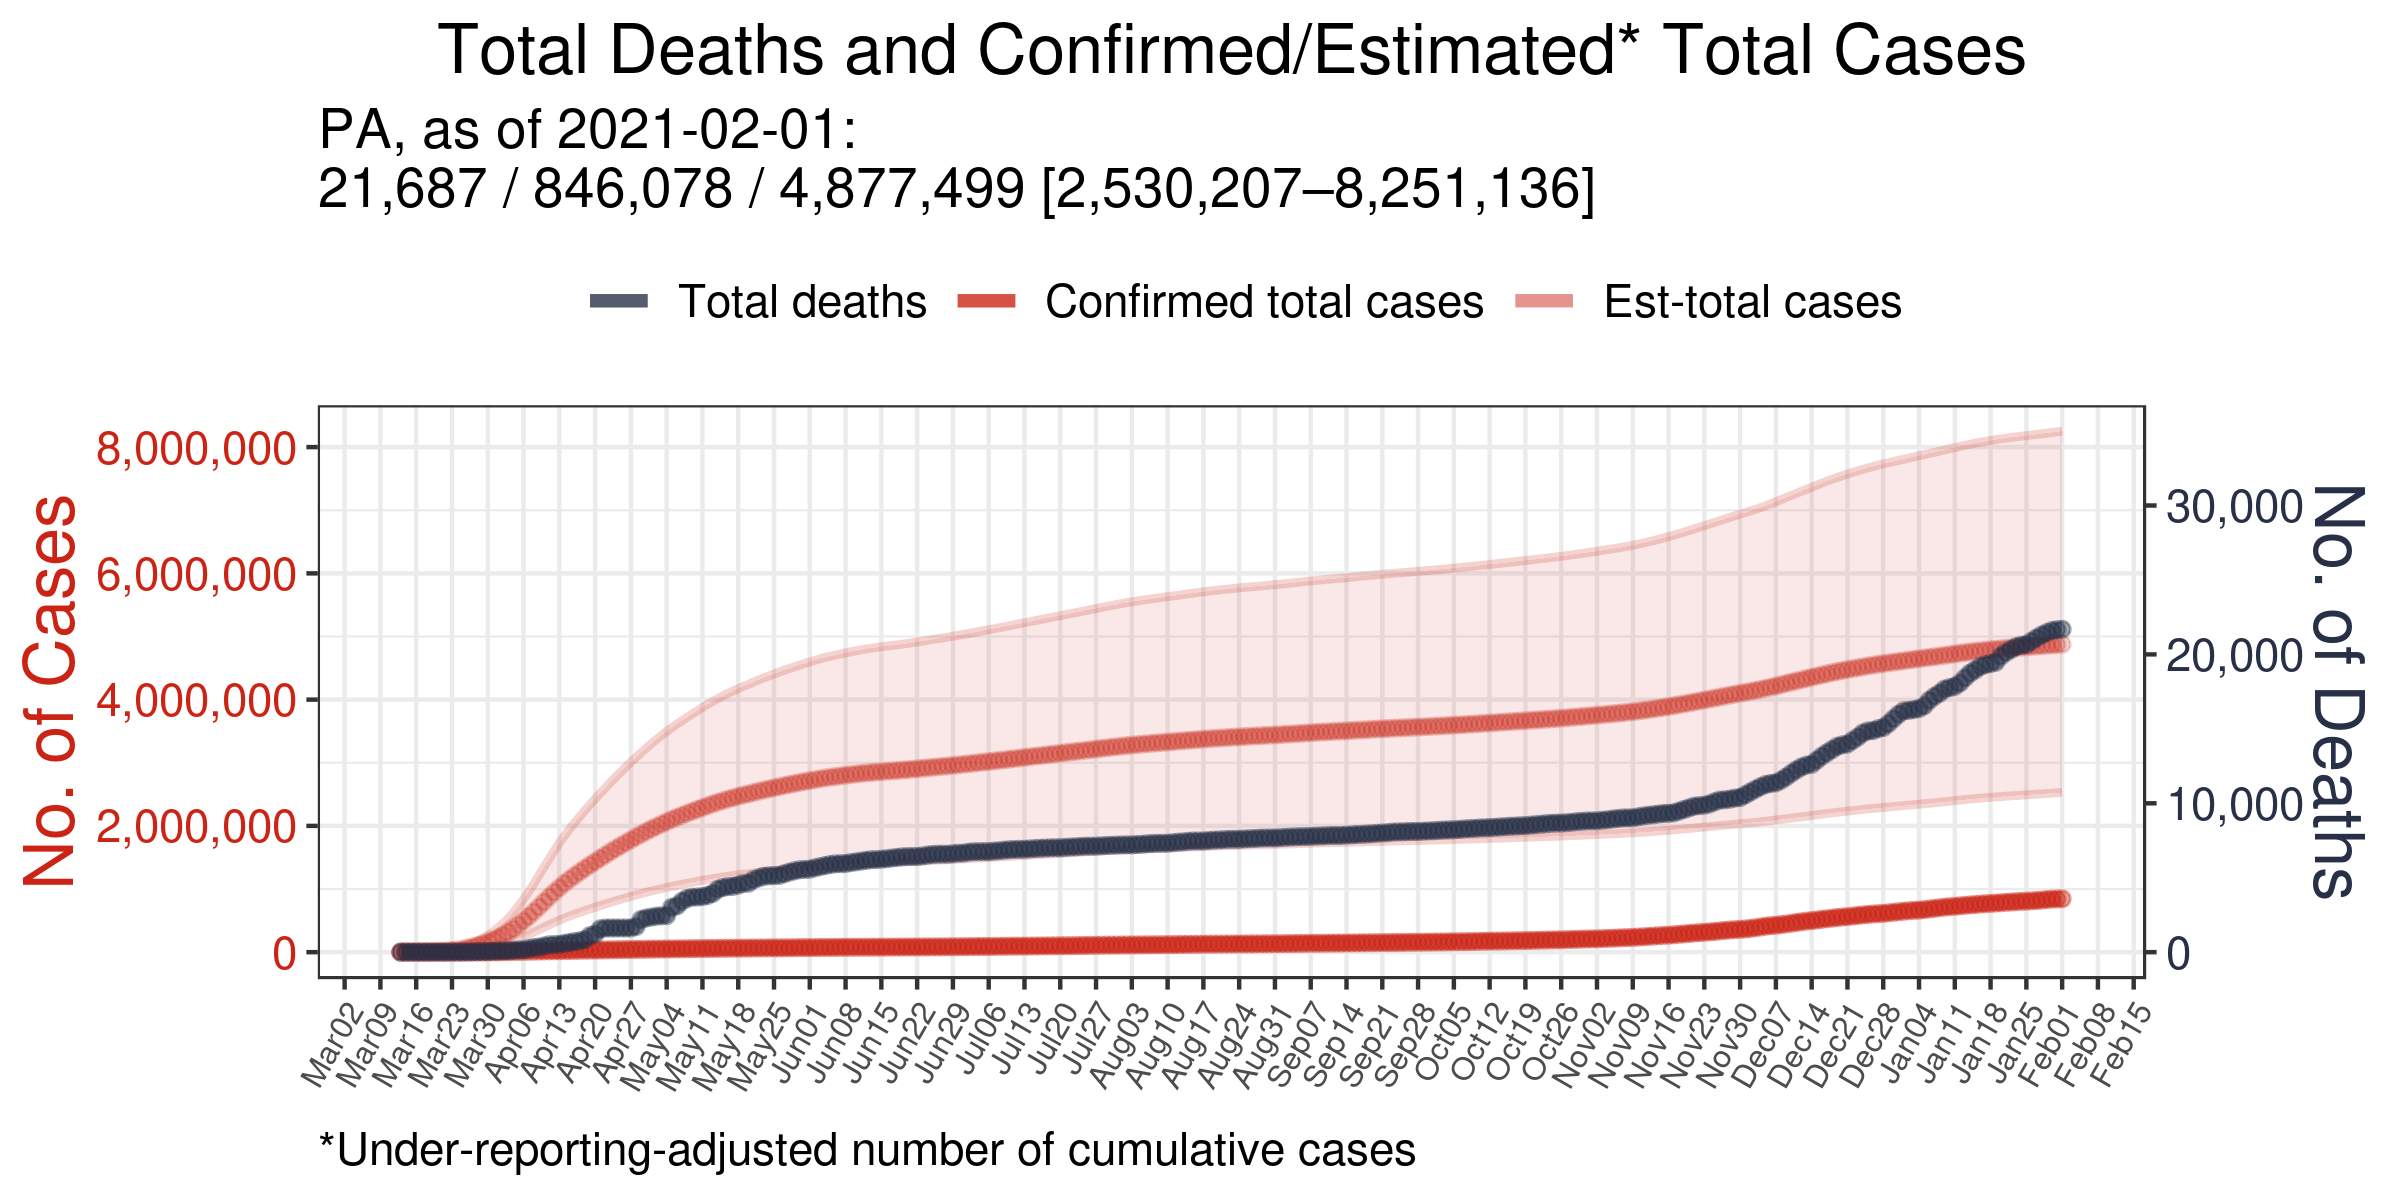 Total Deaths and Confirmed/Estimated* Total Cases
PA, as of 2021-02-01:
21,687 / 846,078 / 4,877,499 [2,530,207–8,251,136]
Total deaths
Confirmed total cases
Est-total cases
No. of Cases
8,000,000
6,000,000
4,000,000
2,000,000
0
30,000
20,000
10,000
0
No. of Deaths
Mar02
Mar09
Mar16
Mar23
Mar30
Apr06
Apr13
Apr20
Apr27
May04
May11
May18
May25
Jun01
Jun08
Jun15
Jun22
Jun29
Jul06
Jul13
Jul20
Jul27
Aug03
Aug10
Aug17
Aug24
Aug31
Sep07
Sep14
Sep21
Sep28
Oct05
Oct12
Oct19
Oct26
Nov02
Nov09
Nov16
Nov23
Nov30
Dec07
Dec14
Dec21
Dec28
Jan04
Jan11
Jan18
Jan25
Feb01
Feb08
Feb15
*Under-reporting-adjusted number of cumulative cases